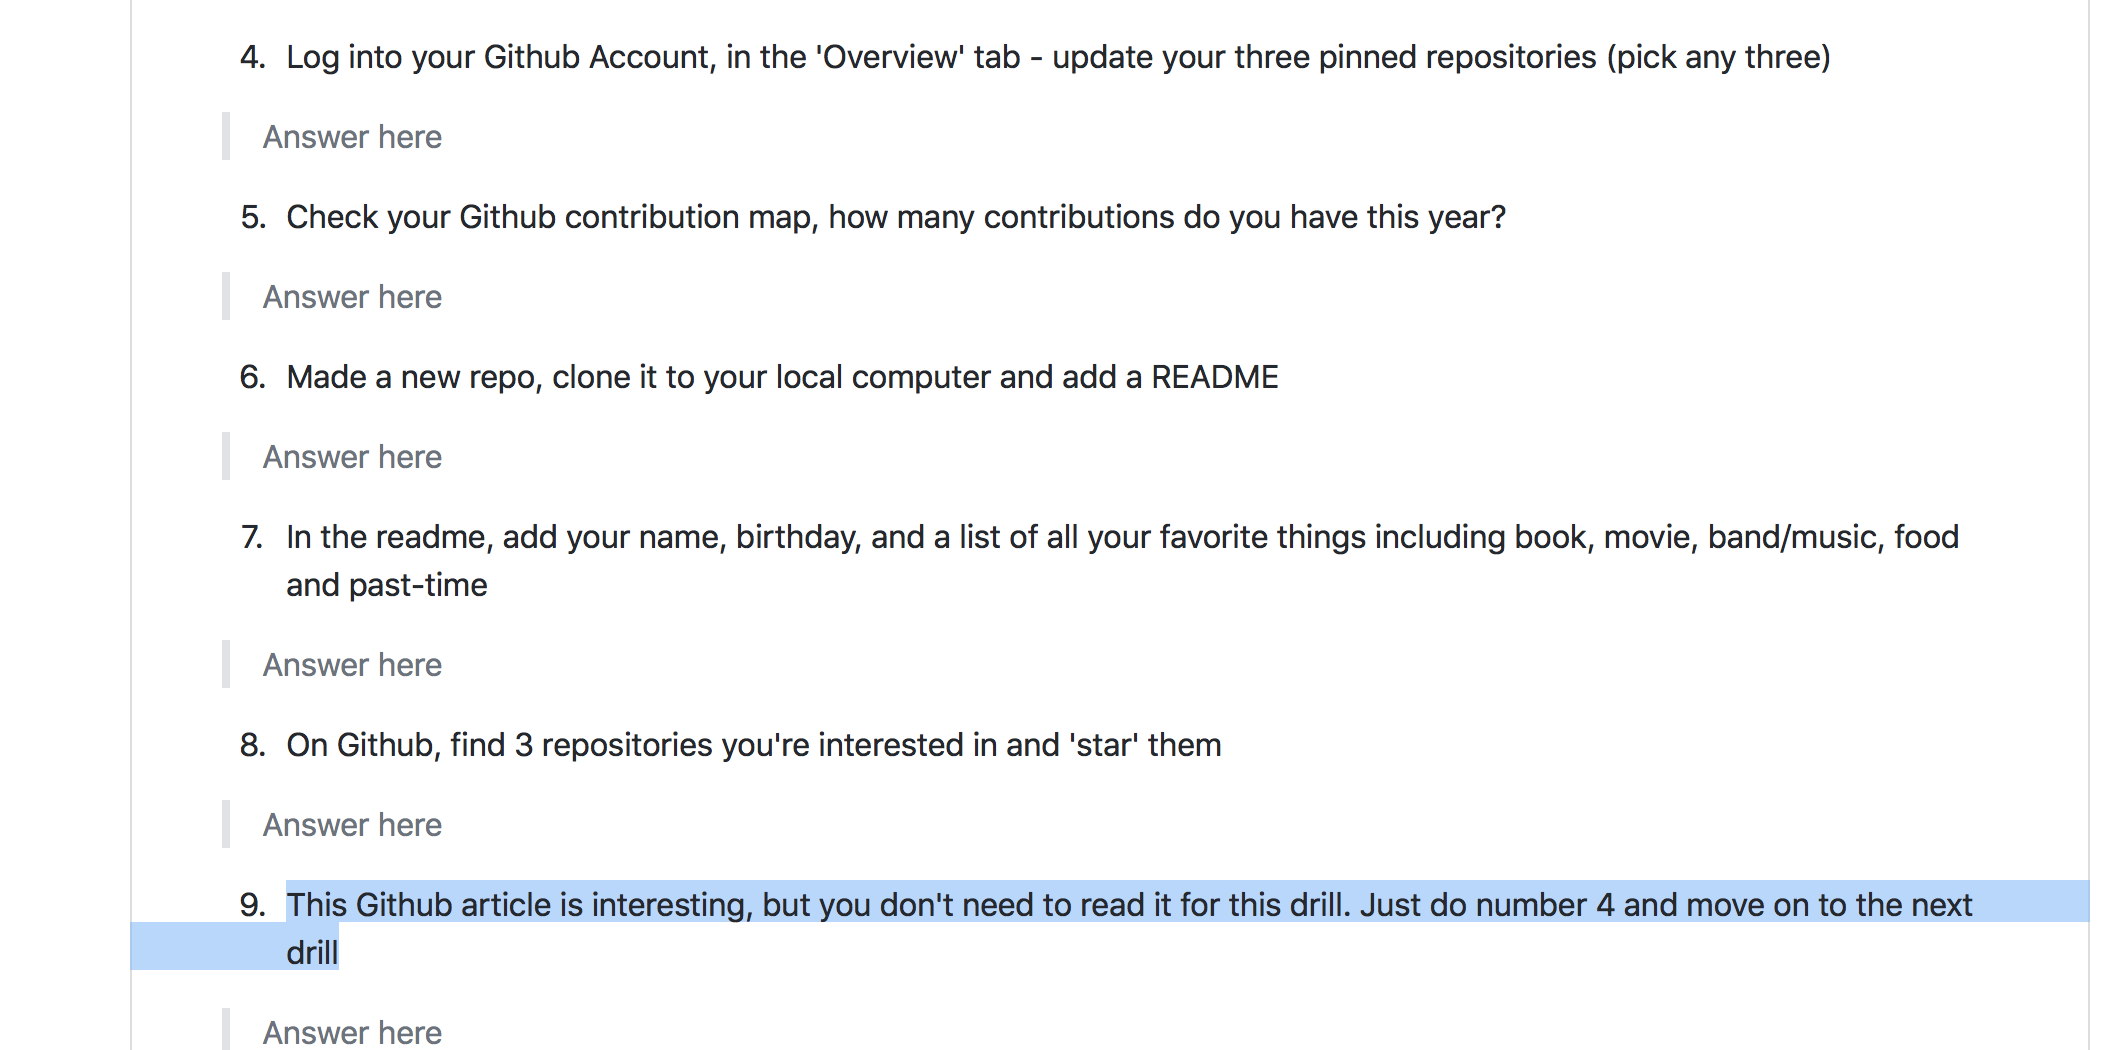 4. Log into your Github Account, in the 'Overview' tab - update your three pinned repositories (pick any three)
Answer here
5. Check your Github contribution map, how many contributions do you have this year?
Answer here
6. Made a new repo, clone it to your local computer and add a README
Answer here
7. In the readme, add your name, birthday, and a list of all your favorite things including book, movie, band/music, food
and past-time
Answer here
8. On Github, find 3 repositories you're interested in and 'star' them
Answer here
9. This Github article is interesting, but you don't need to read it for this drill. Just do number 4 and move on to the next
drill
Answer here